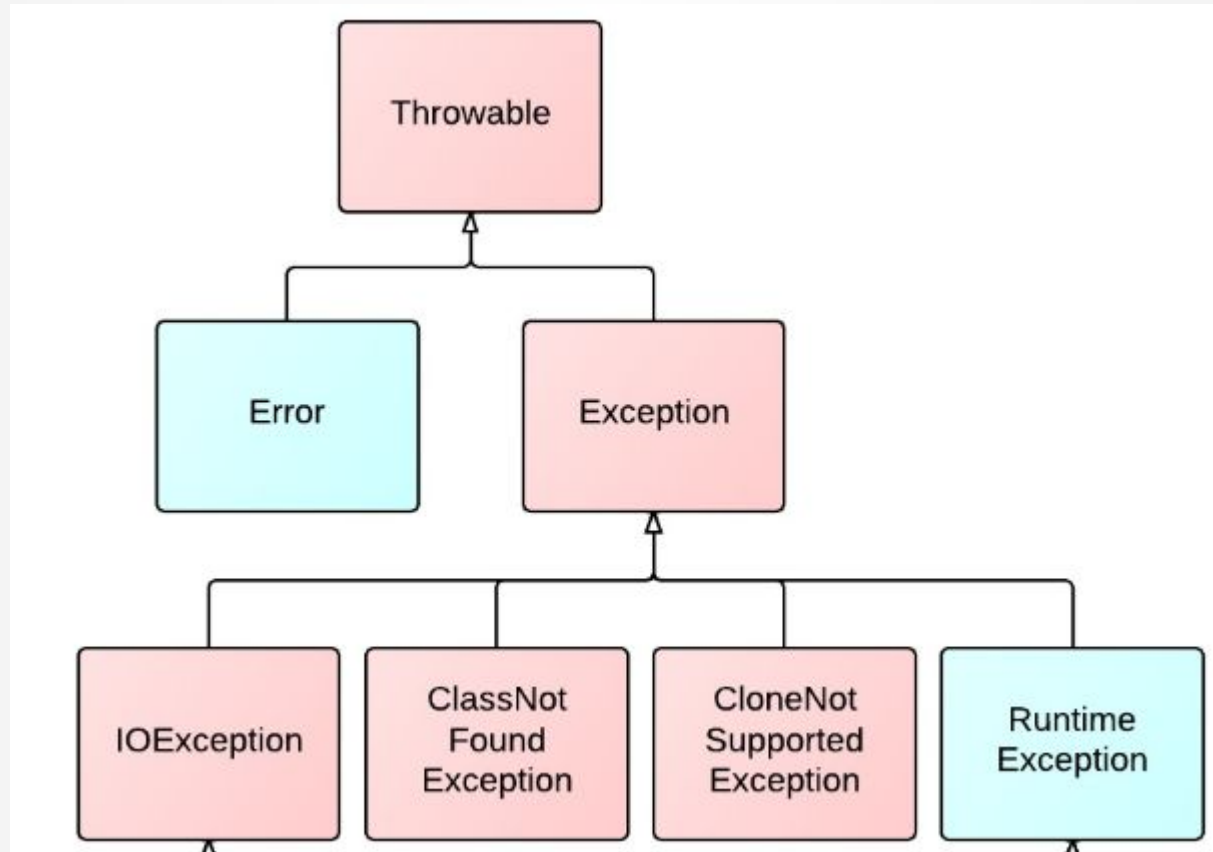 Throwable
Error
Exception
IOException
ClassNot
Found
Exception
CloneNot
Supported
Exception
Runtime
Exception